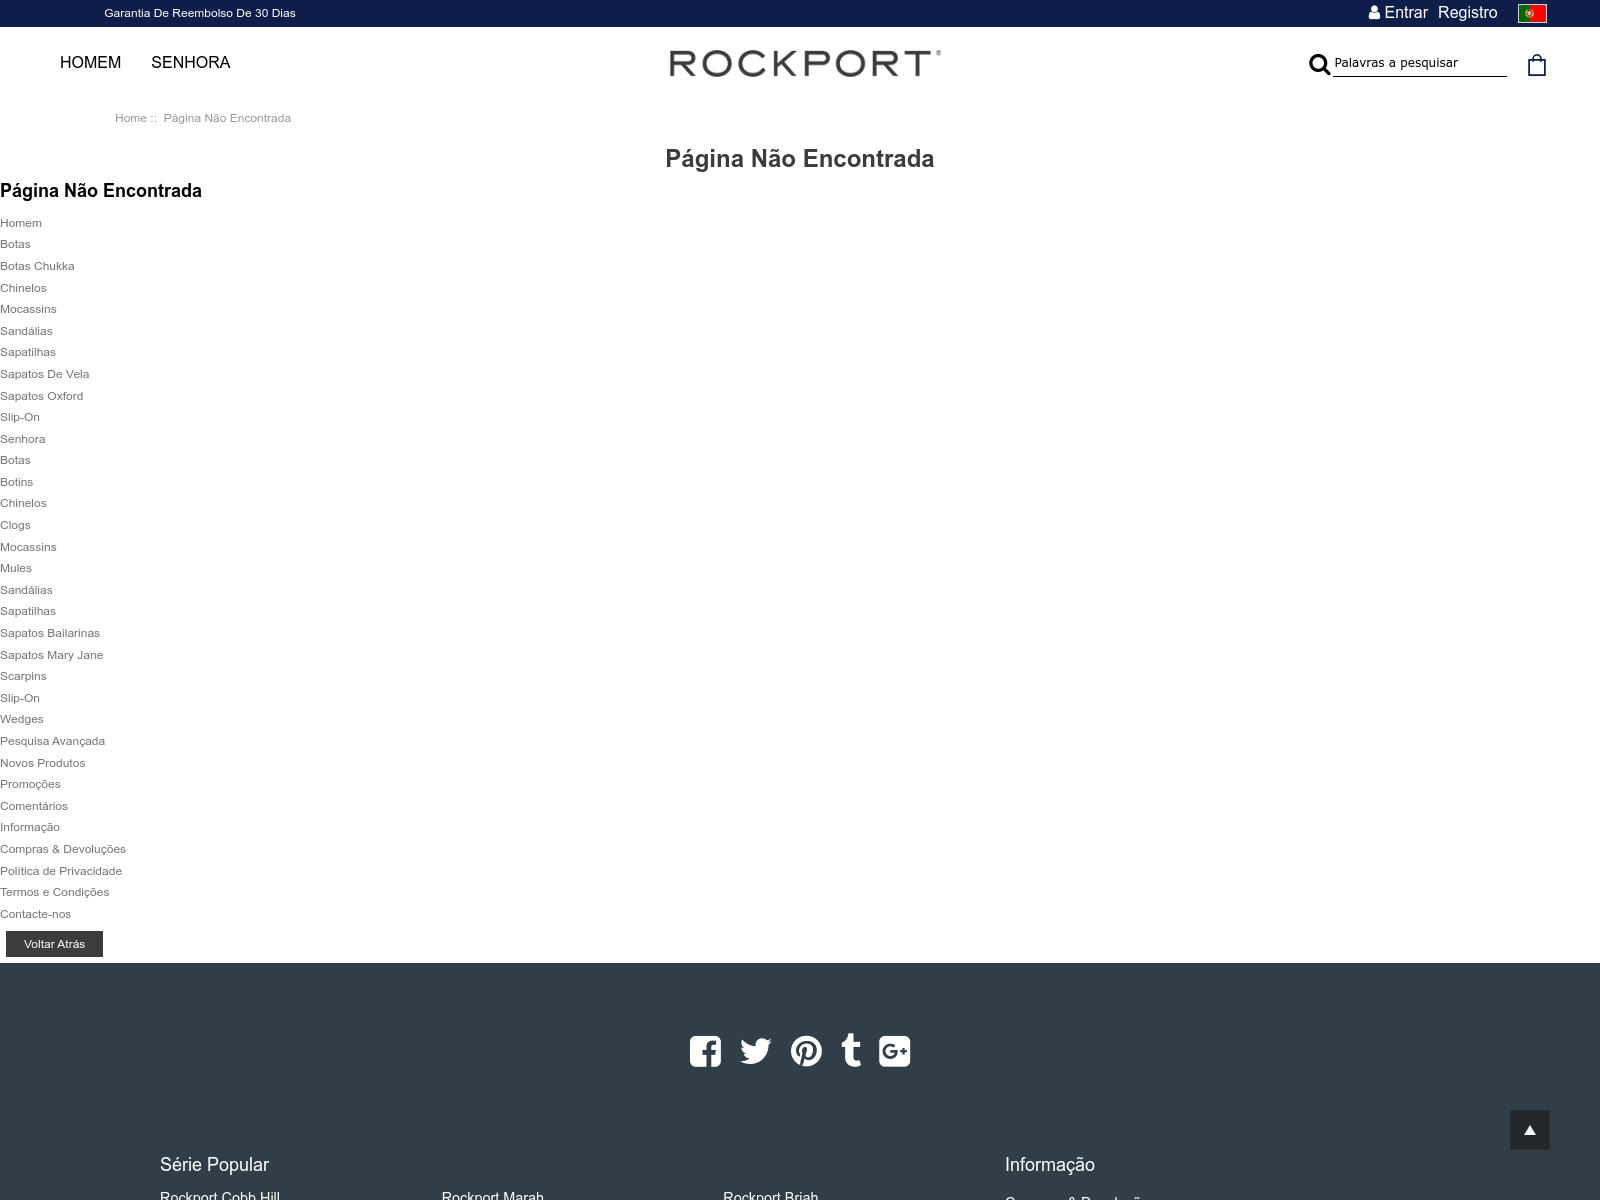 Garantia De Reembolso De 30 Dias
Entrar Registro
HOMEM SENHORA
ROCKPORT®
Palavras a pesquisar
Home :: Página Não Encontrada
Página Não Encontrada
Página Não Encontrada
Homem
Botas
Botas Chukka
Chinelos
Mocassins
Sandálias
Sapatilhas
Sapatos De Vela
Sapatos Oxford
Slip-On
Senhora
Botas
Botins
Chinelos
Clogs
Mocassins
Mules
Sandálias
Sapatilhas
Sapatos Bailarinas
Sapatos Mary Jane
Scarpins
Slip-On
Wedges
Pesquisa Avançada
Novos Produtos
Promoções
Comentários
Informação
Compras & Devoluções
Política de Privacidade
Termos e Condições
Contacte-nos
Voltar Atrás
Série Popular
Informação
Rockport Cobb Hill
Rockport Marah
Rockport Briah